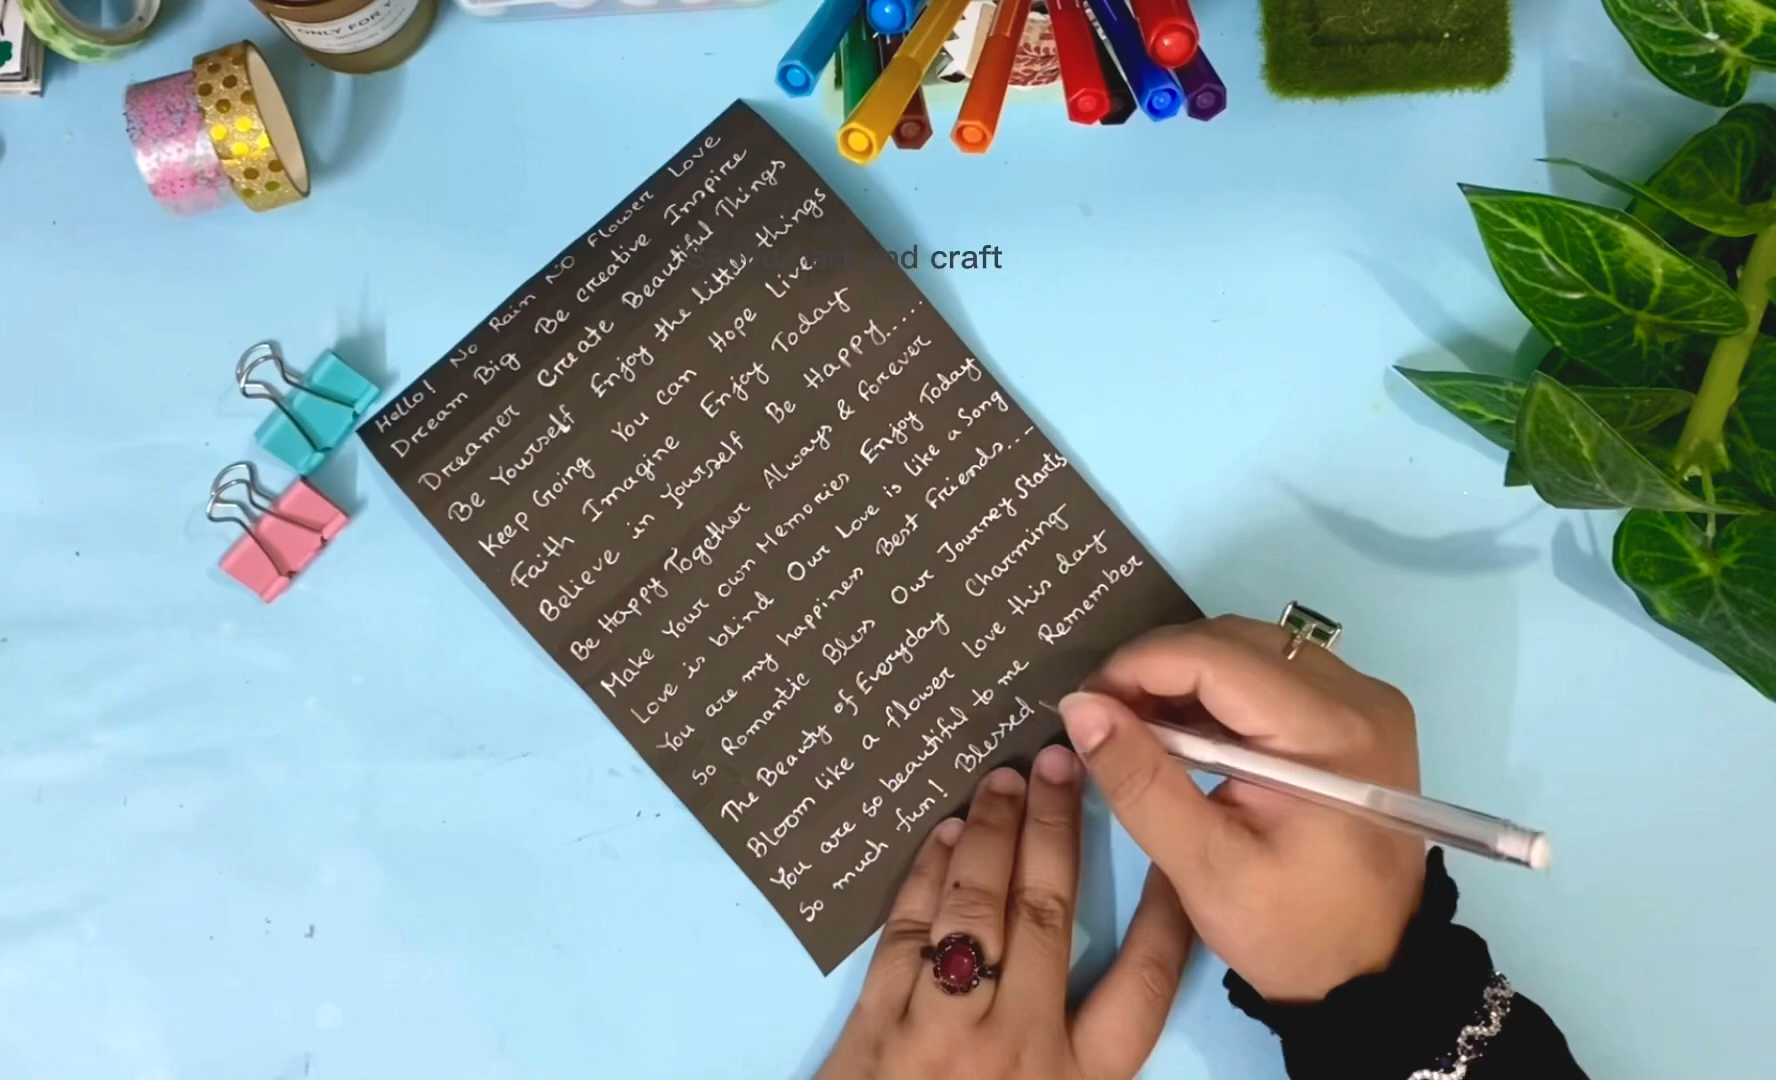 ONLY FOR
Hello! No Rain No Flower Love
Dream Big Be creative Inspire
Dreamer Create Beautiful Things
Be Yourself Enjoy the little things
Keep Going You Can Hope Live
Faith Imagine Enjoy Today
Believe in Yourself Be Happy.....
Be Happy Together Always & forever
Make Your own Memories Enjoy Today
Love is blind Our Love is like a Song
You are my happiness Best Friends....
So Romantic Bless Our Journey Starts
The Beauty of Everyday Charming
Bloom like a flower love this day
You are so beautiful to me Remember
So much fun! Blessed
and craft